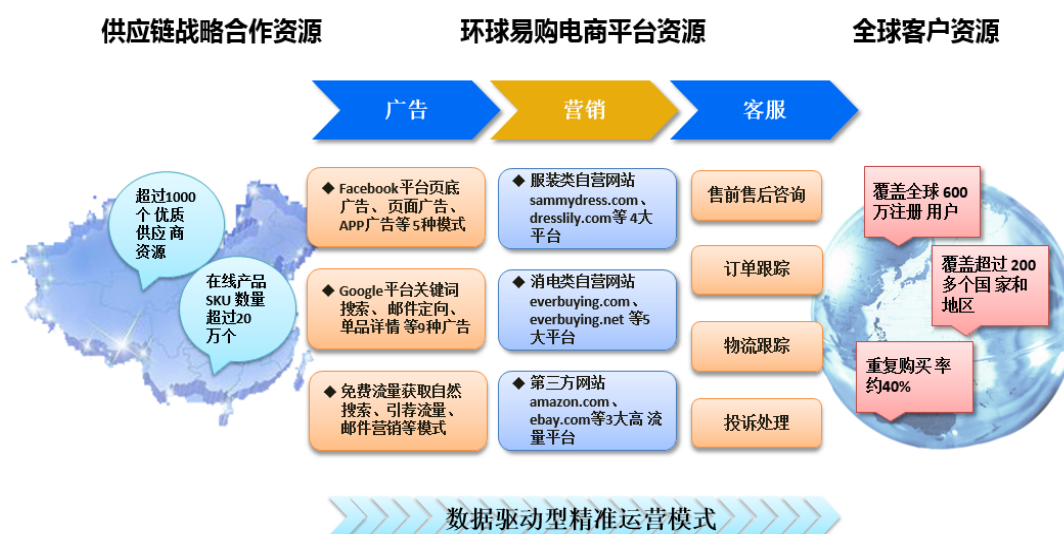 供应链战略合作资源
环球易购电商平台资源
全球客户资源
广告
营销
客服
超过1000
个 优质
供应 商
资源
在线产品
SKU 数量
超过20
万个
◆ Facebook平台页底
广告、页面广告、
APP广告等 5种模式
◆ Google平台关键词
搜索、邮件定向、
单品详情 等9种广告
◆ 免费流量获取自然
搜索、引荐流量、
邮件营销等模式
◆ 服装类自营网站
sammydress.com、
dresslily.com等 4大
平台
◆ 消电类自营网站
everbuying.com、
everbuying.net 等5
大平台
◆ 第三方网站
amazon.com、
ebay.com等3大高 流
量平台
售前售后咨询
订单跟踪
物流跟踪
投诉处理
覆盖全球 600
万注册 用户
覆盖超过 200
多个国 家和
地区
重复购买 率
约40%
数据驱动型精准运营模式